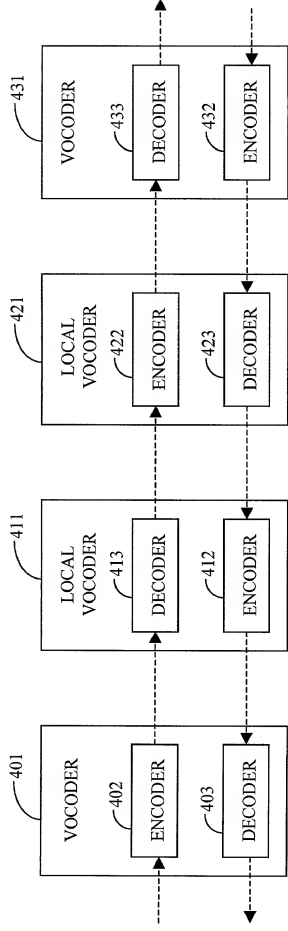 401
VOCODER
402
ENCODER
403
DECODER
411
LOCAL
VOCODER
413
DECODER
412
ENCODER
421
LOCAL
VOCODER
422
ENCODER
423
DECODER
431
VOCODER
433
DECODER
432
ENCODER